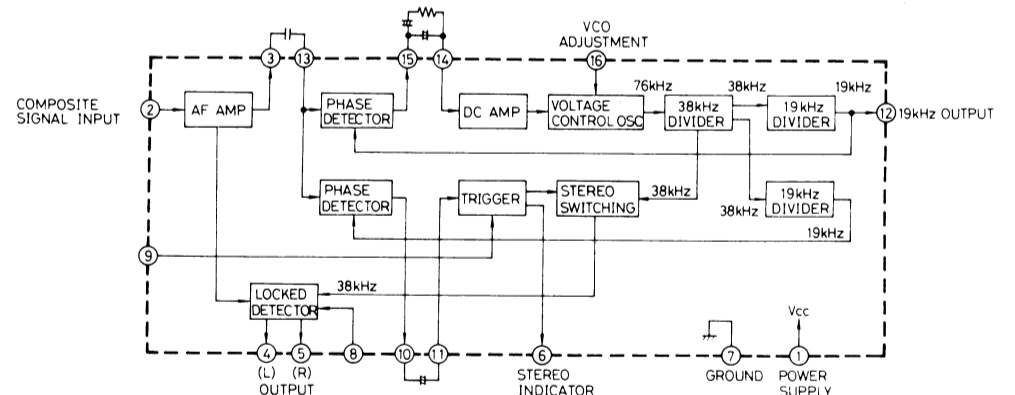 VCO
ADJUSTMENT
3
13
15
14
16
76kHz
38kHz
19kHz
COMPOSITE
SIGNAL INPUT
2
AF AMP
PHASE
DETECTOR
DC AMP
VOLTAGE
CONTROL OSC
38kHz
DIVIDER
19kHz
DIVIDER
12
19kHz OUTPUT
PHASE
DETECTOR
TRIGGER
STEREO
SWITCHING
38kHz
38kHz
19kHz
DIVIDER
19kHz
9
LOCKED
DETECTOR
38kHz
Vcc
4
5
8
10
11
6
7
1
(L)
(R)
OUTPUT
STEREO
INDICATOR
GROUND
POWER
SUPPLY